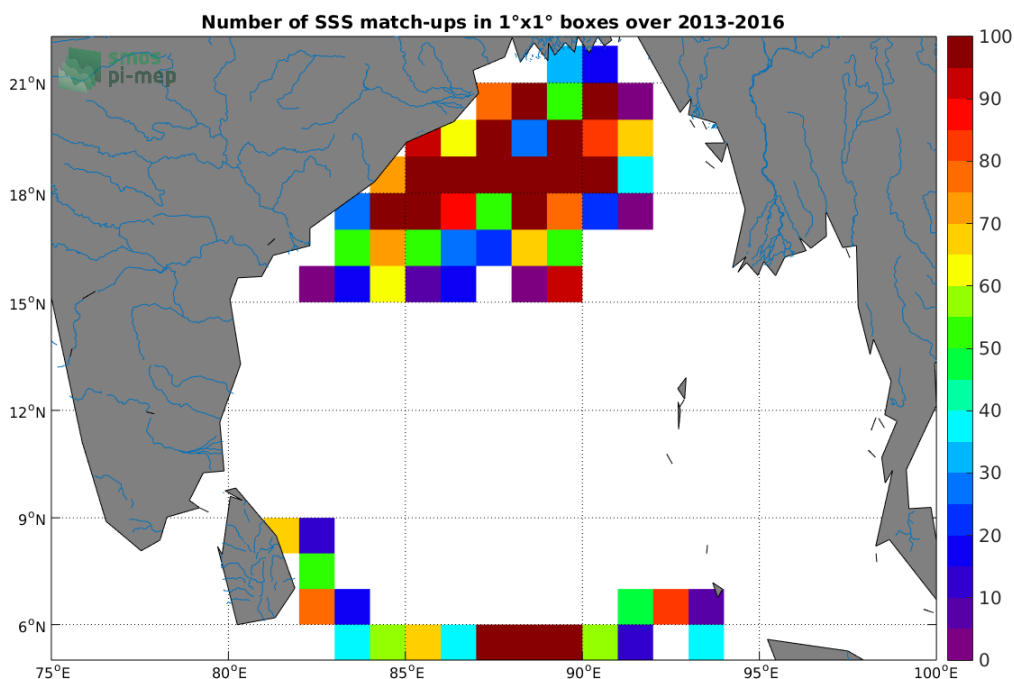 Number of SSS match-ups in 1°x1° boxes over 2013-2016
smos
pi-mep
21°N
18°N
15°N
12°N
9°N
6°N
75°E 80°E 85°E 90°E 95°E 100°E
100
90
80
70
60
50
40
30
20
10
0